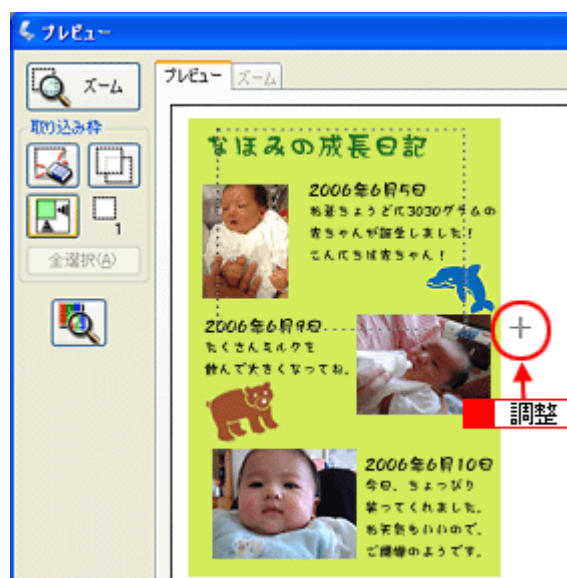 プレビュー
ズーム
プレビュー
ズーム
取り込み枠
1
全選択(A)
なほみの成長日記
2006年6月5日
お昼ちょうどに3030グラムの
赤ちゃんが誕生しました!
こんにちは赤ちゃん!
2006年6月9日
たくさんミルクを
飲んで大きくなってね。
調整
2006年6月10日
今日、ちょっぴり
笑ってくれました。
お天気もいいので、
ご機嫌のようです。